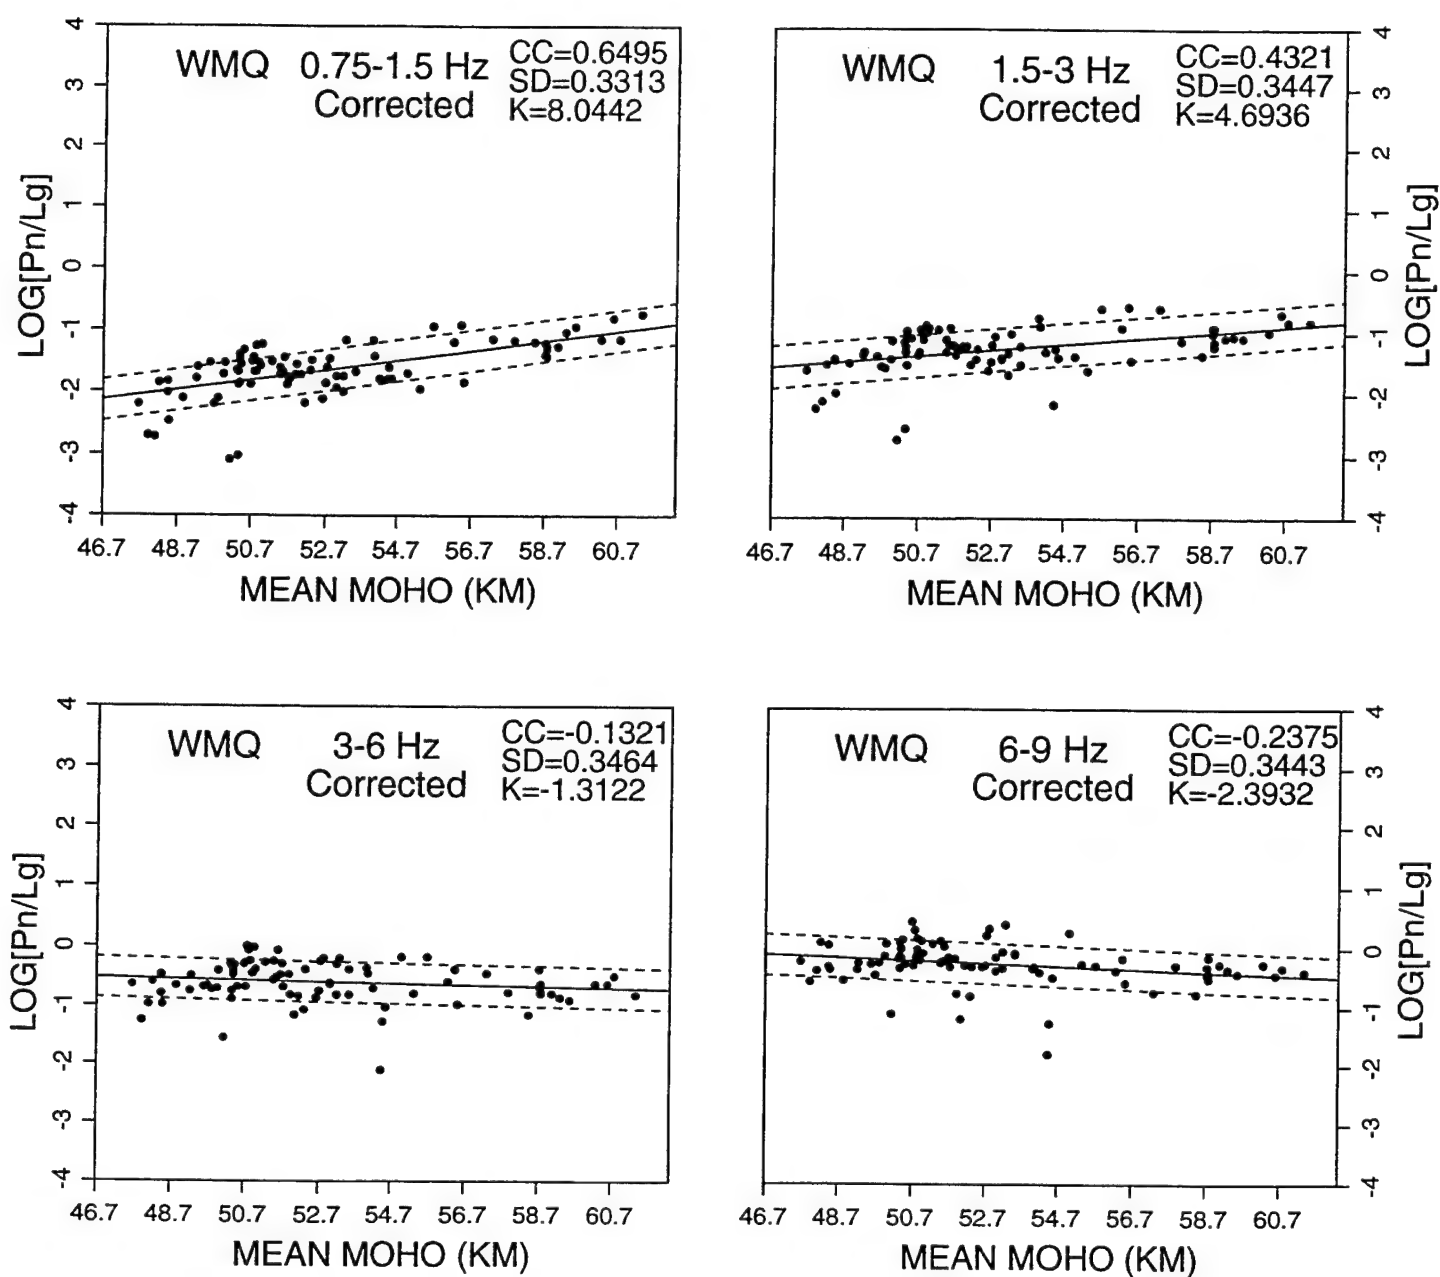 WMQ 0.75-1.5 Hz CC=0.6495
SD=0.3313
Corrected K=8.0442
4
3
2
1
0
-1
-2
-3
-4
LOG[Pn/Lg]
46.7 48.7 50.7 52.7 54.7 56.7 58.7 60.7
MEAN MOHO (KM)
WMQ 1.5-3 Hz CC=0.4321
SD=0.3447
Corrected K=4.6936
4
3
2
1
0
-1
-2
-3
-4
LOG[Pn/Lg]
46.7 48.7 50.7 52.7 54.7 56.7 58.7 60.7
MEAN MOHO (KM)
WMQ 3-6 Hz CC=-0.1321
SD=0.3464
Corrected K=-1.3122
4
3
2
1
0
-1
-2
-3
-4
LOG[Pn/Lg]
46.7 48.7 50.7 52.7 54.7 56.7 58.7 60.7
MEAN MOHO (KM)
WMQ 6-9 Hz CC=-0.2375
SD=0.3443
Corrected K=-2.3932
4
3
2
1
0
-1
-2
-3
-4
LOG[Pn/Lg]
46.7 48.7 50.7 52.7 54.7 56.7 58.7 60.7
MEAN MOHO (KM)